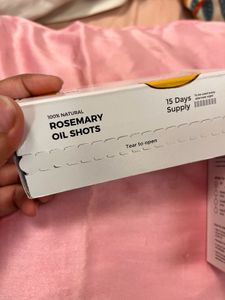 100% NATURAL
ROSEMARY
OIL SHOTS
15 Days
Supply
Tear to open